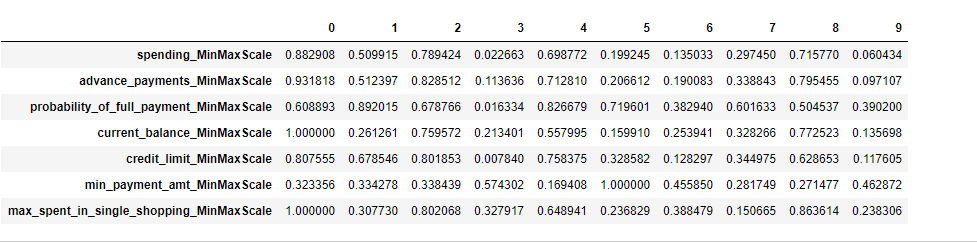 0 1 2 3 4 5 6 7 8 9
spending_MinMaxScale 0.882908 0.509915 0.789424 0.022663 0.698772 0.199245 0.135033 0.297450 0.715770 0.060434
advance_payments_MinMaxScale 0.931818 0.512397 0.828512 0.113636 0.712810 0.206612 0.190083 0.338843 0.795455 0.097107
probability_of_full_payment_MinMaxScale 0.608893 0.892015 0.678766 0.016334 0.826679 0.719601 0.382940 0.601633 0.504537 0.390200
current_balance_MinMaxScale 1.000000 0.261261 0.759572 0.213401 0.557995 0.159910 0.253941 0.328266 0.772523 0.135698
credit_limit_MinMaxScale 0.807555 0.678546 0.801853 0.007840 0.758375 0.328582 0.128297 0.344975 0.628653 0.117605
min_payment_amt_MinMaxScale 0.323356 0.334278 0.338439 0.574302 0.169408 1.000000 0.455850 0.281749 0.271477 0.462872
max_spent_in_single_shopping_MinMaxScale 1.000000 0.307730 0.802068 0.327917 0.648941 0.236829 0.388479 0.150665 0.863614 0.238306